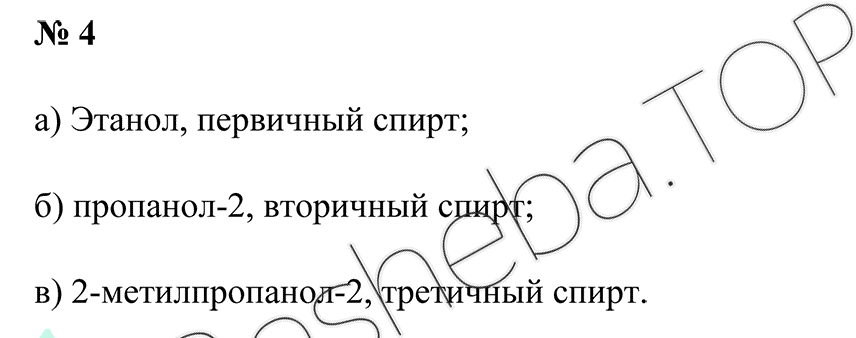 № 4
а) Этанол, первичный спирт;
б) пропанол-2, вторичный спирт;
в) 2-метилпропанол-2, третичный спирт.